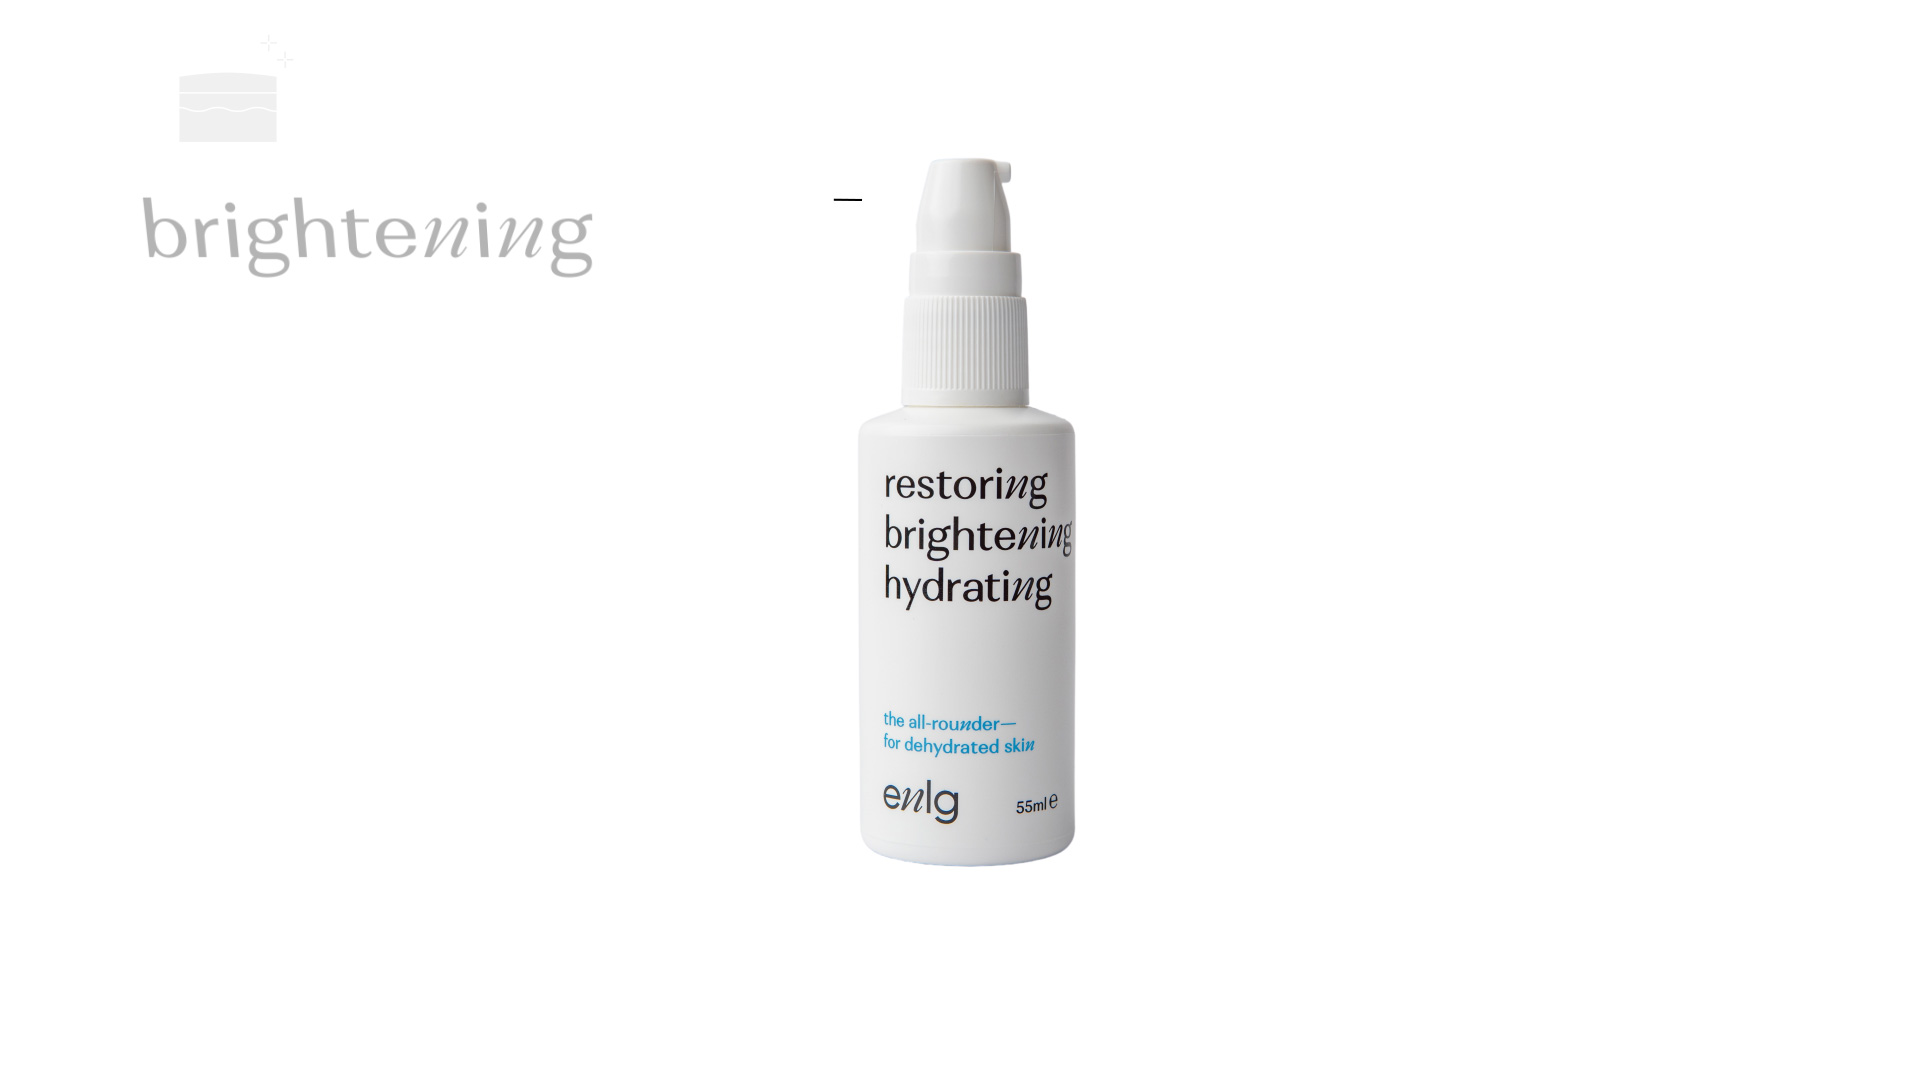 brightening
restoring
brightening
hydrating
the all-rounder—
for dehydrated skin
enlg
55ml ℮